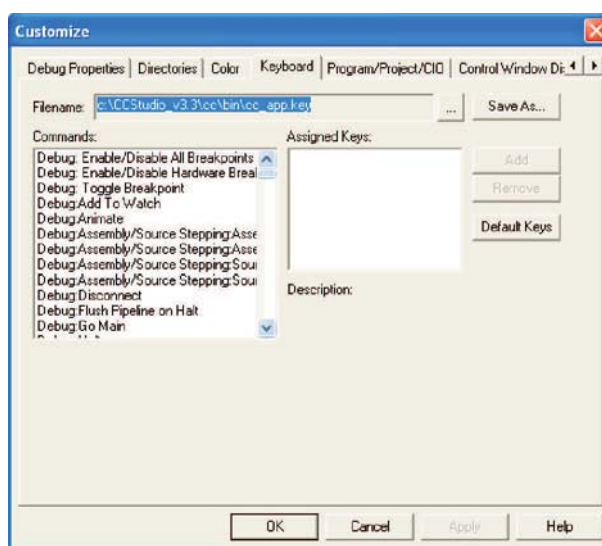 Customize
Debug Properties Directories Color Keyboard Program/Project/CIO Control Window Di
Filename: c:\CCStudio_v3.3\cc\bin\cc_app.key ... Save As...
Commands:
Debug: Enable/Disable All Breakpoints
Debug: Enable/Disable Hardware Breal
Debug: Toggle Breakpoint
Debug:Add To Watch
Debug:Animate
Debug:Assembly/Source Stepping:Asse
Debug:Assembly/Source Stepping:Asse
Debug:Assembly/Source Stepping:Sour
Debug:Assembly/Source Stepping:Sour
Debug:Disconnect
Debug:Flush Pipeline on Halt
Debug:Go Main
Assigned Keys:
Add
Remove
Default Keys
Description:
OK Cancel Apply Help